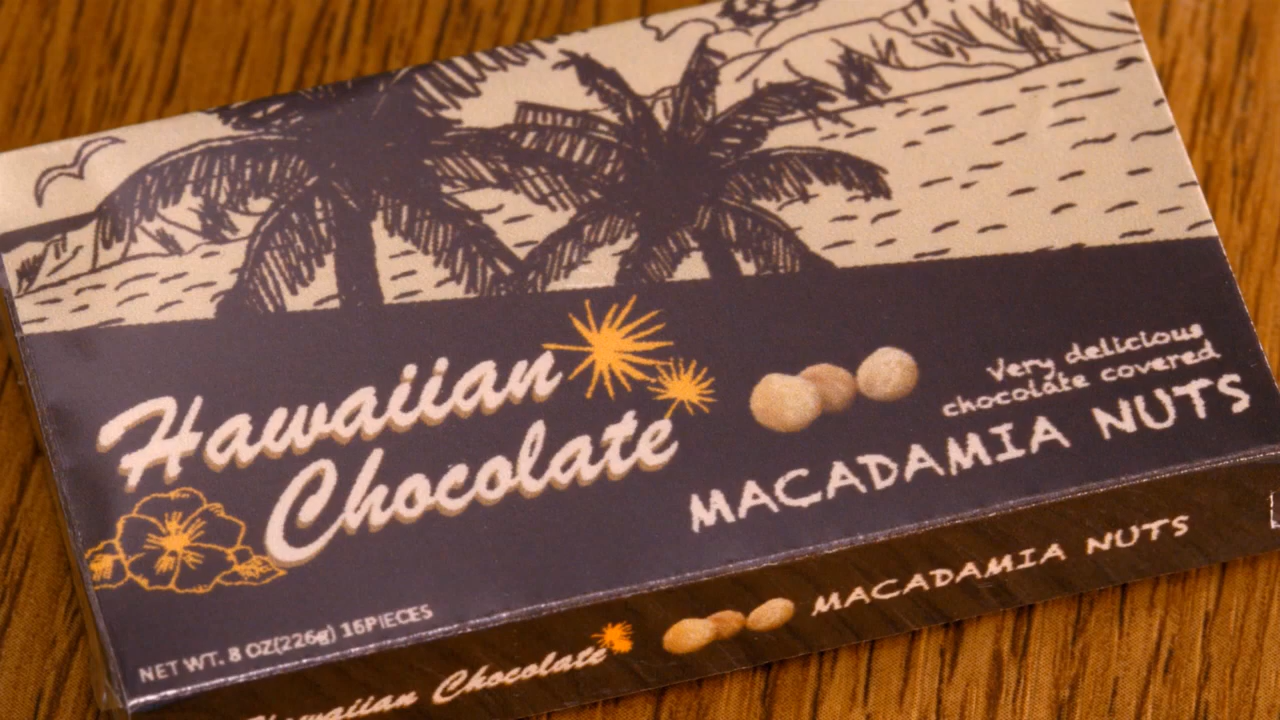 Hawaiian
Chocolate
Very delicious
chocolate covered
MACADAMIA NUTS
NET WT. 8 OZ(226g) 16PIECES
Hawaiian Chocolate
MACADAMIA NUTS